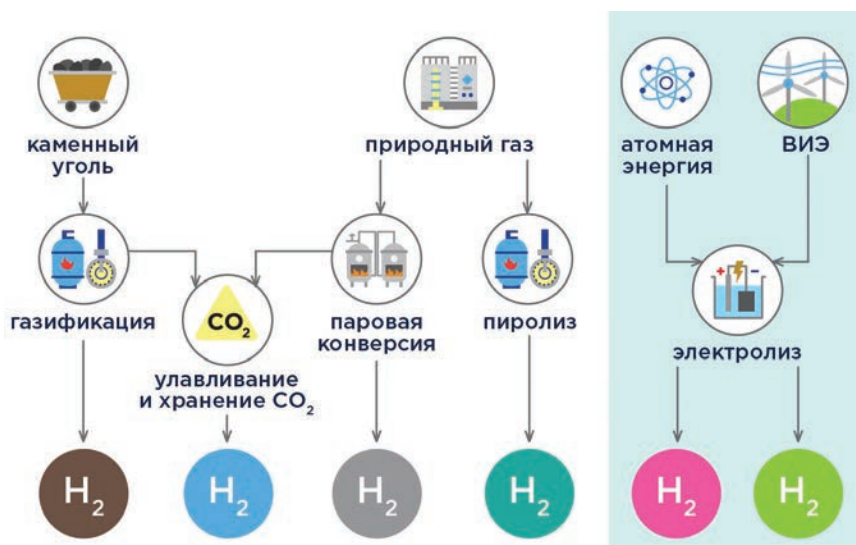 каменный
уголь
природный газ
атомная
энергия
ВИЭ
газификация
CO₂
улавливание
и хранение CO₂
паровая
конверсия
пиролиз
+ −
электролиз
H₂
H₂
H₂
H₂
H₂
H₂